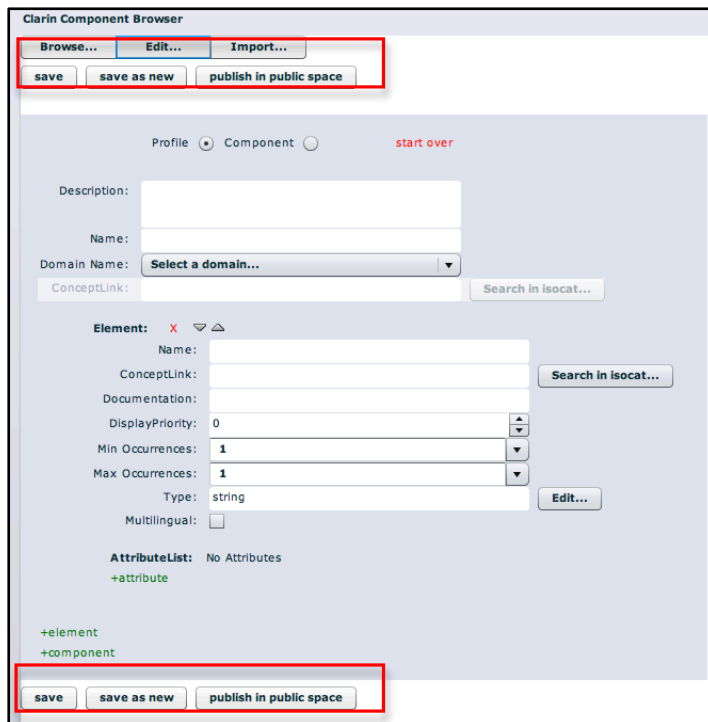 Clarin Component Browser
Browse... Edit... Import...
save save as new publish in public space
Profile Component start over
Description:
Name:
Domain Name: Select a domain...
ConceptLink: Search in isocat...
Element: X
Name:
ConceptLink: Search in isocat...
Documentation:
DisplayPriority: 0
Min Occurrences: 1
Max Occurrences: 1
Type: string Edit...
Multilingual:
AttributeList: No Attributes
+attribute
+element
+component
save save as new publish in public space